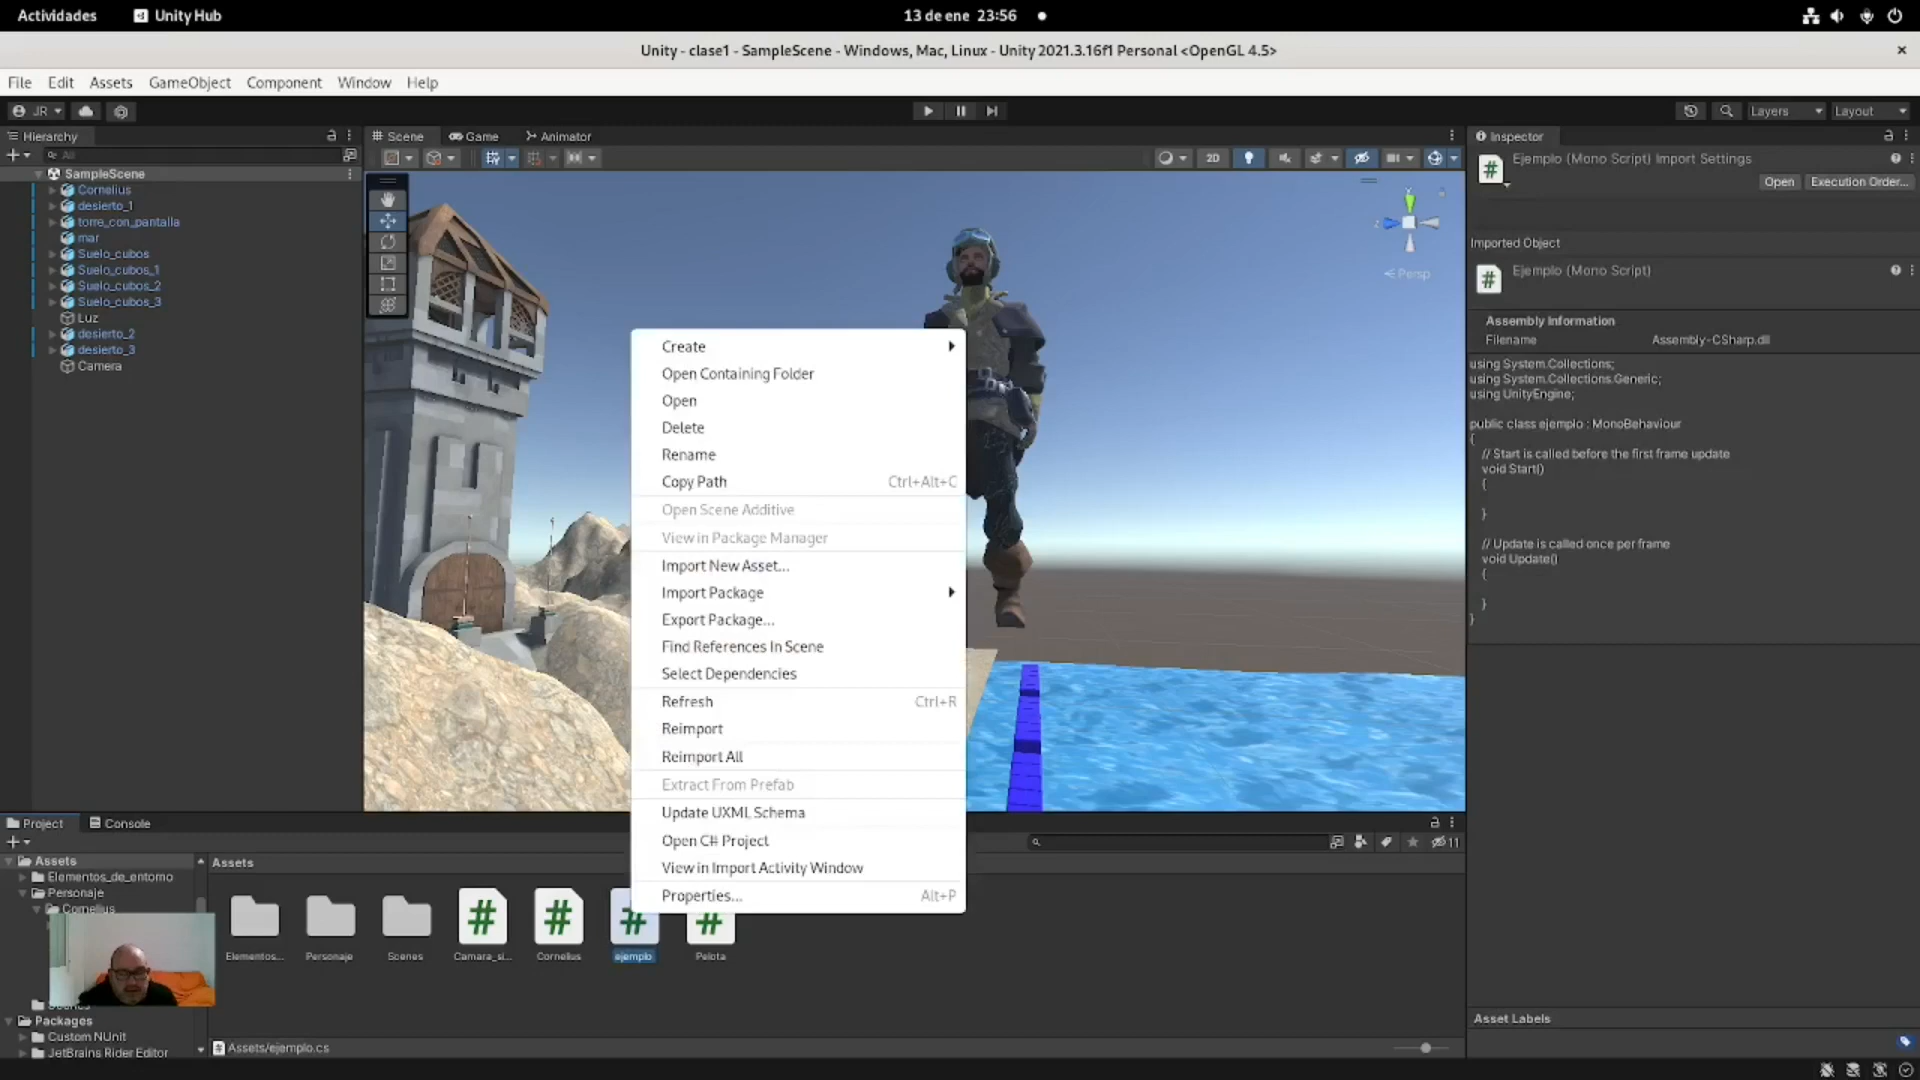 Actividades
Unity Hub
13 de ene 23:56
Unity - clase1 - SampleScene - Windows, Mac, Linux - Unity 2021.3.16f1 Personal <OpenGL 4.5>
File Edit Assets GameObject Component Window Help
JR
Layers
Layout
Hierarchy
All
SampleScene
Cornelius
desierto_1
torre_con_pantalla
mar
Suelo_cubos
Suelo_cubos_1
Suelo_cubos_2
Suelo_cubos_3
Luz
desierto_2
desierto_3
Camera
Scene
Game
Animator
2D
Persp
Create
Open Containing Folder
Open
Delete
Rename
Copy Path Ctrl+Alt+C
Open Scene Additive
View in Package Manager
Import New Asset...
Import Package
Export Package...
Find References In Scene
Select Dependencies
Refresh Ctrl+R
Reimport
Reimport All
Extract From Prefab
Update UXML Schema
Open C# Project
View in Import Activity Window
Properties... Alt+P
Inspector
Ejemplo (Mono Script) Import Settings
Open
Execution Order...
Imported Object
Ejemplo (Mono Script)
Assembly Information
Filename Assembly-CSharp.dll
using System.Collections;
using System.Collections.Generic;
using UnityEngine;
public class ejemplo : MonoBehaviour
{
// Start is called before the first frame update
void Start()
{
}
// Update is called once per frame
void Update()
{
}
}
Asset Labels
Project
Console
11
Assets
Elementos_de_entorno
Personaje
Cornelius
Packages
Custom NUnit
JetBrains Rider Editor
Assets
Elementos...
Personaje
Scenes
Camara_si...
Cornelius
ejemplo
Pelota
Assets/ejemplo.cs